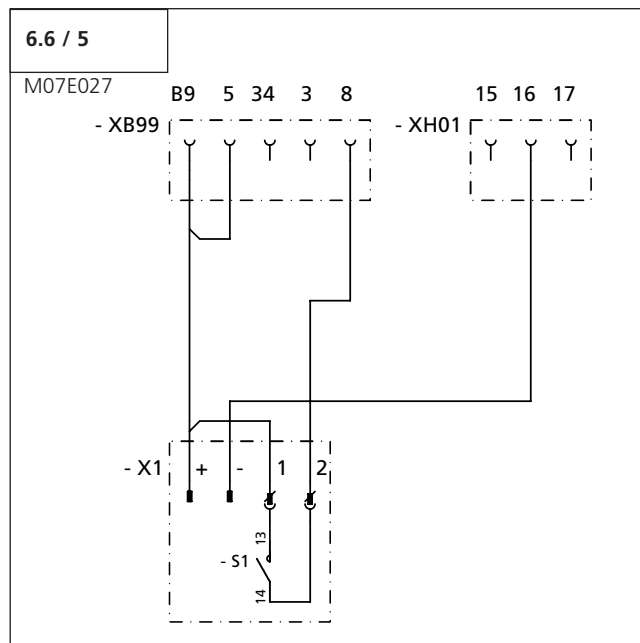 6.6 / 5
M07E027
B9 5 34 3 8 15 16 17
- XB99 - XH01
- X1 + - 1 2
13
- S1
14